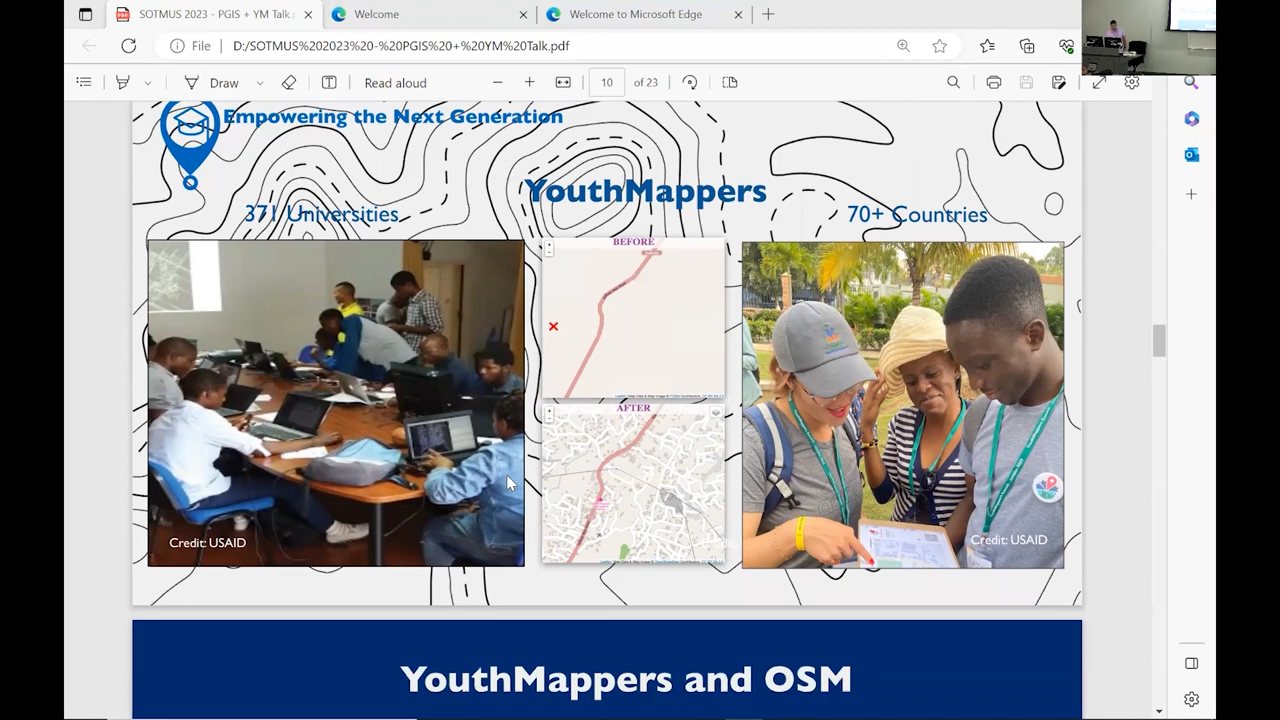 SOTMUS 2023 - PGIS + YM Talk.p
Welcome
Welcome to Microsoft Edge
File
D:/SOTMUS%202023%20-%20PGIS%20+%20YM%20Talk.pdf
Draw
Read aloud
10
of 23
Empowering the Next Generation
YouthMappers
371 Universities
70+ Countries
BEFORE
AFTER
Credit: USAID
Credit: USAID
YouthMappers and OSM